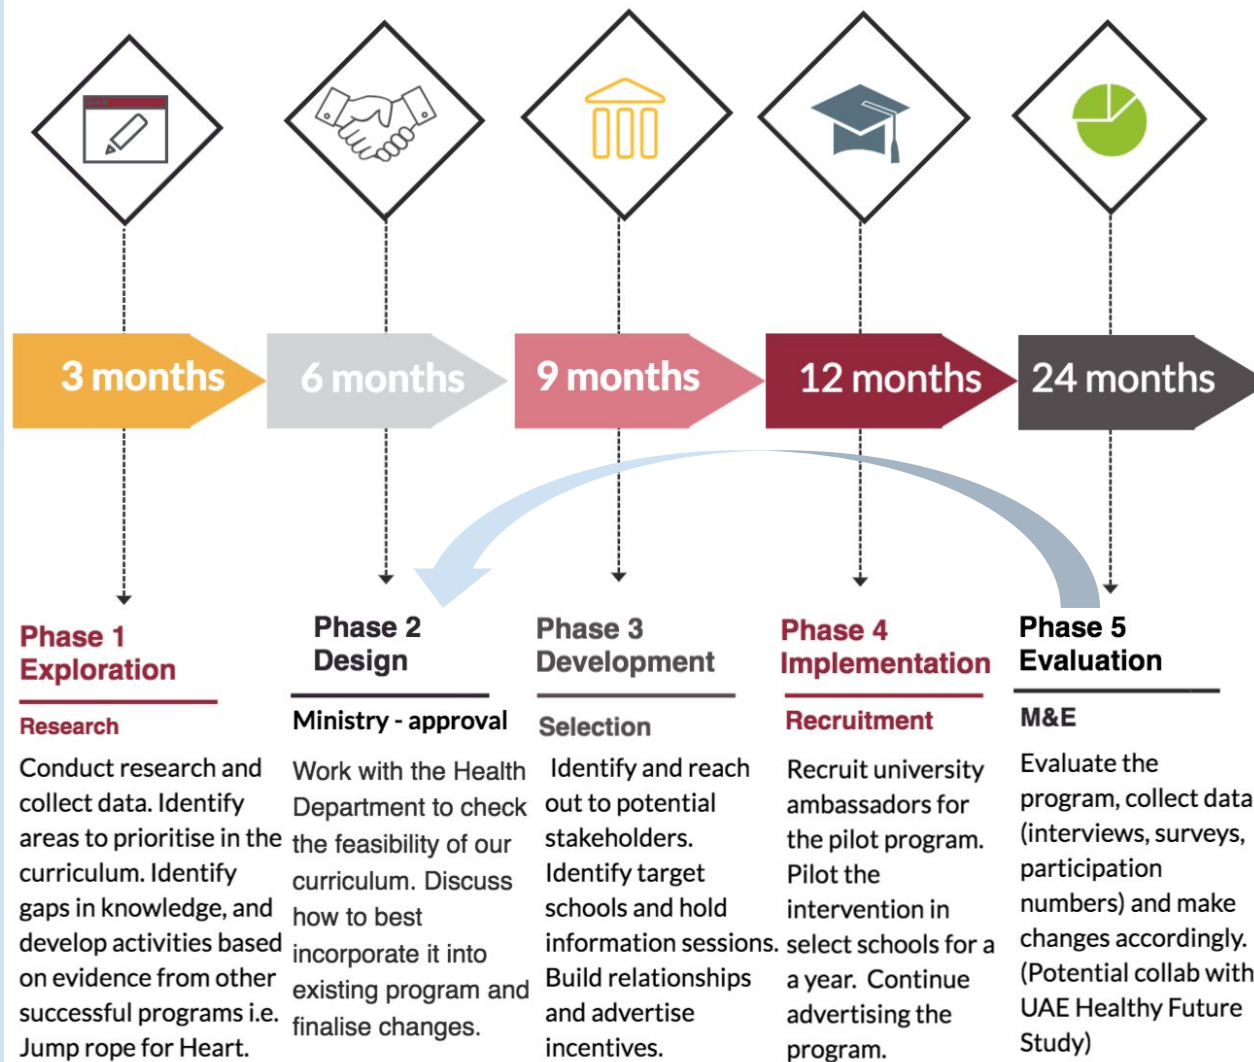 3 months
6 months
9 months
12 months
24 months
Phase 1
Exploration
Research
Conduct research and
collect data. Identify
areas to prioritise in the
curriculum. Identify
gaps in knowledge, and
develop activities based
on evidence from other
successful programs i.e.
Jump rope for Heart.
Phase 2
Design
Ministry - approval
Work with the Health
Department to check
the feasibility of our
curriculum. Discuss
how to best
incorporate it into
existing program and
finalise changes.
Phase 3
Development
Selection
Identify and reach
out to potential
stakeholders.
Identify target
schools and hold
information sessions.
Build relationships
and advertise
incentives.
Phase 4
Implementation
Recruitment
Recruit university
ambassadors for
the pilot program.
Pilot the
intervention in
select schools for a
a year. Continue
advertising the
program.
Phase 5
Evaluation
M&E
Evaluate the
program, collect data
(interviews, surveys,
participation
numbers) and make
changes accordingly.
(Potential collab with
UAE Healthy Future
Study)